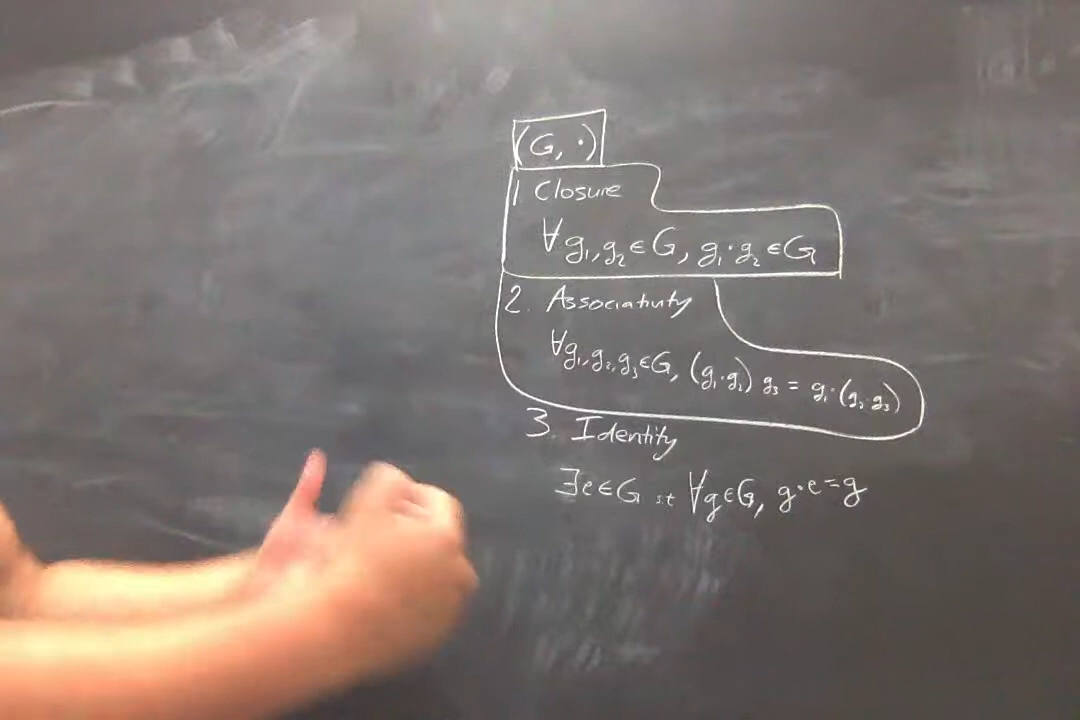 (G, ·)
1. Closure
∀ g₁, g₂ ∈ G, g₁ · g₂ ∈ G
2. Associativity
∀ g₁, g₂, g₃ ∈ G, (g₁ · g₂) g₃ = g₁ · (g₂ · g₃)
3. Identity
∃ e ∈ G s.t ∀ g ∈ G, g · e = g